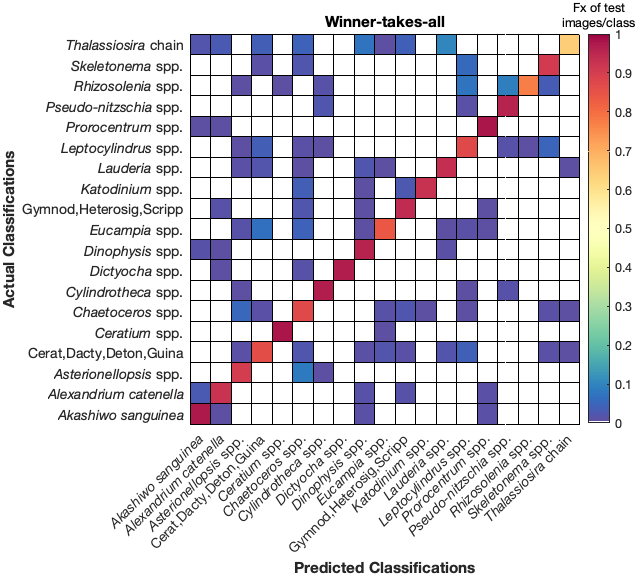 Winner-takes-all
Fx of test
images/class
Actual Classifications
Thalassiosira chain
Skeletonema spp.
Rhizosolenia spp.
Pseudo-nitzschia spp.
Prorocentrum spp.
Leptocylindrus spp.
Lauderia spp.
Katodinium spp.
Gymnod,Heterosig,Scripp
Eucampia spp.
Dinophysis spp.
Dictyocha spp.
Cylindrotheca spp.
Chaetoceros spp.
Ceratium spp.
Cerat,Dacty,Deton,Guina
Asterionellopsis spp.
Alexandrium catenella
Akashiwo sanguinea
1
0.9
0.8
0.7
0.6
0.5
0.4
0.3
0.2
0.1
0
Akashiwo sanguinea
Alexandrium catenella
Asterionellopsis spp.
Cerat,Dacty,Deton,Guina
Ceratium spp.
Chaetoceros spp.
Cylindrotheca spp.
Dictyocha spp.
Dinophysis spp.
Eucampia spp.
Gymnod,Heterosig,Scripp
Katodinium spp.
Lauderia spp.
Leptocylindrus spp.
Prorocentrum spp.
Pseudo-nitzschia spp.
Rhizosolenia spp.
Skeletonema spp.
Thalassiosira chain
Predicted Classifications